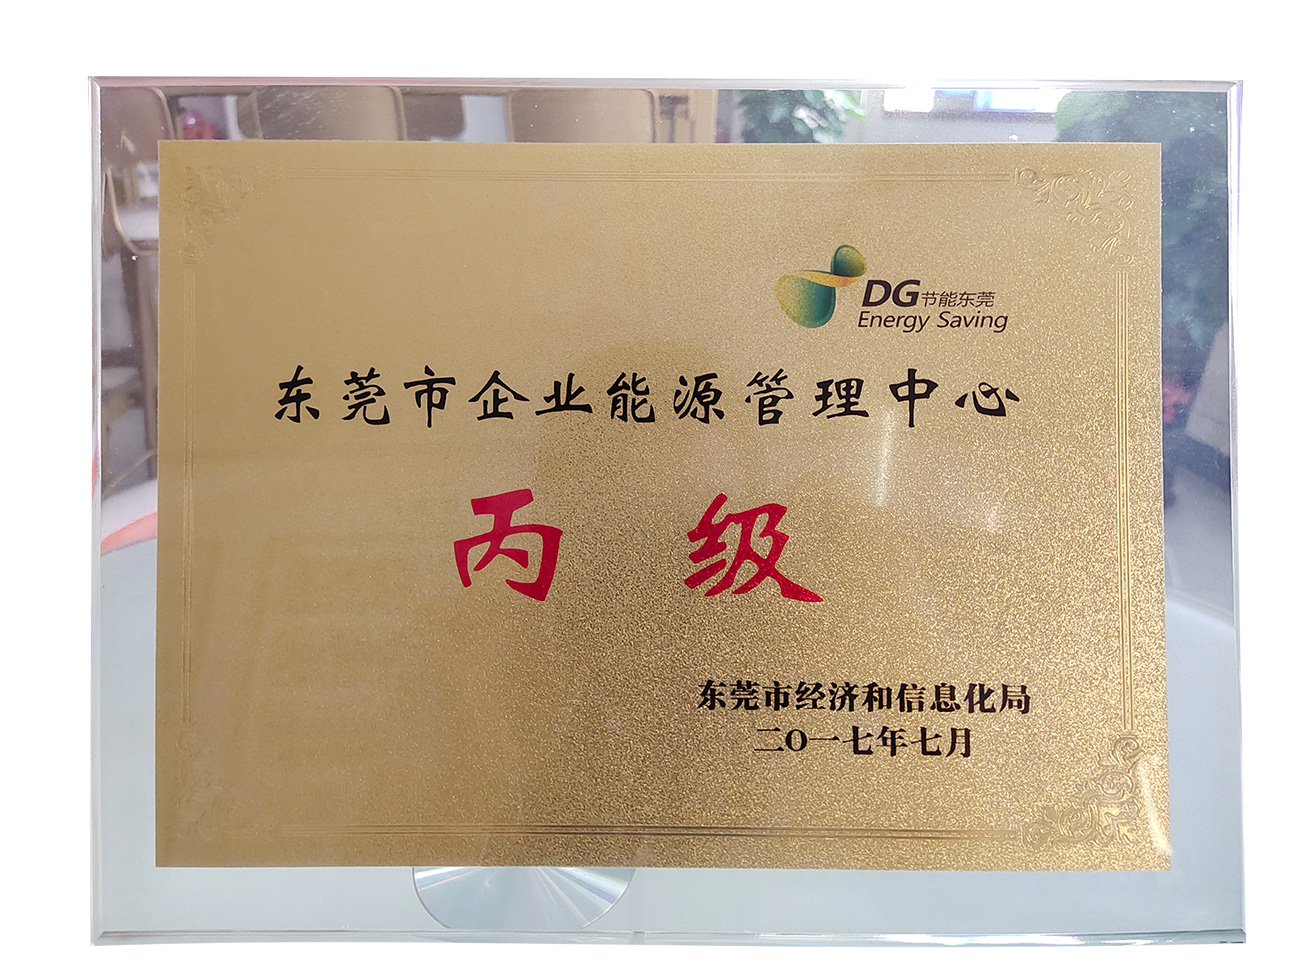 DG节能东莞
Energy Saving
东莞市企业能源管理中心
丙级
东莞市经济和信息化局
二O一七年七月